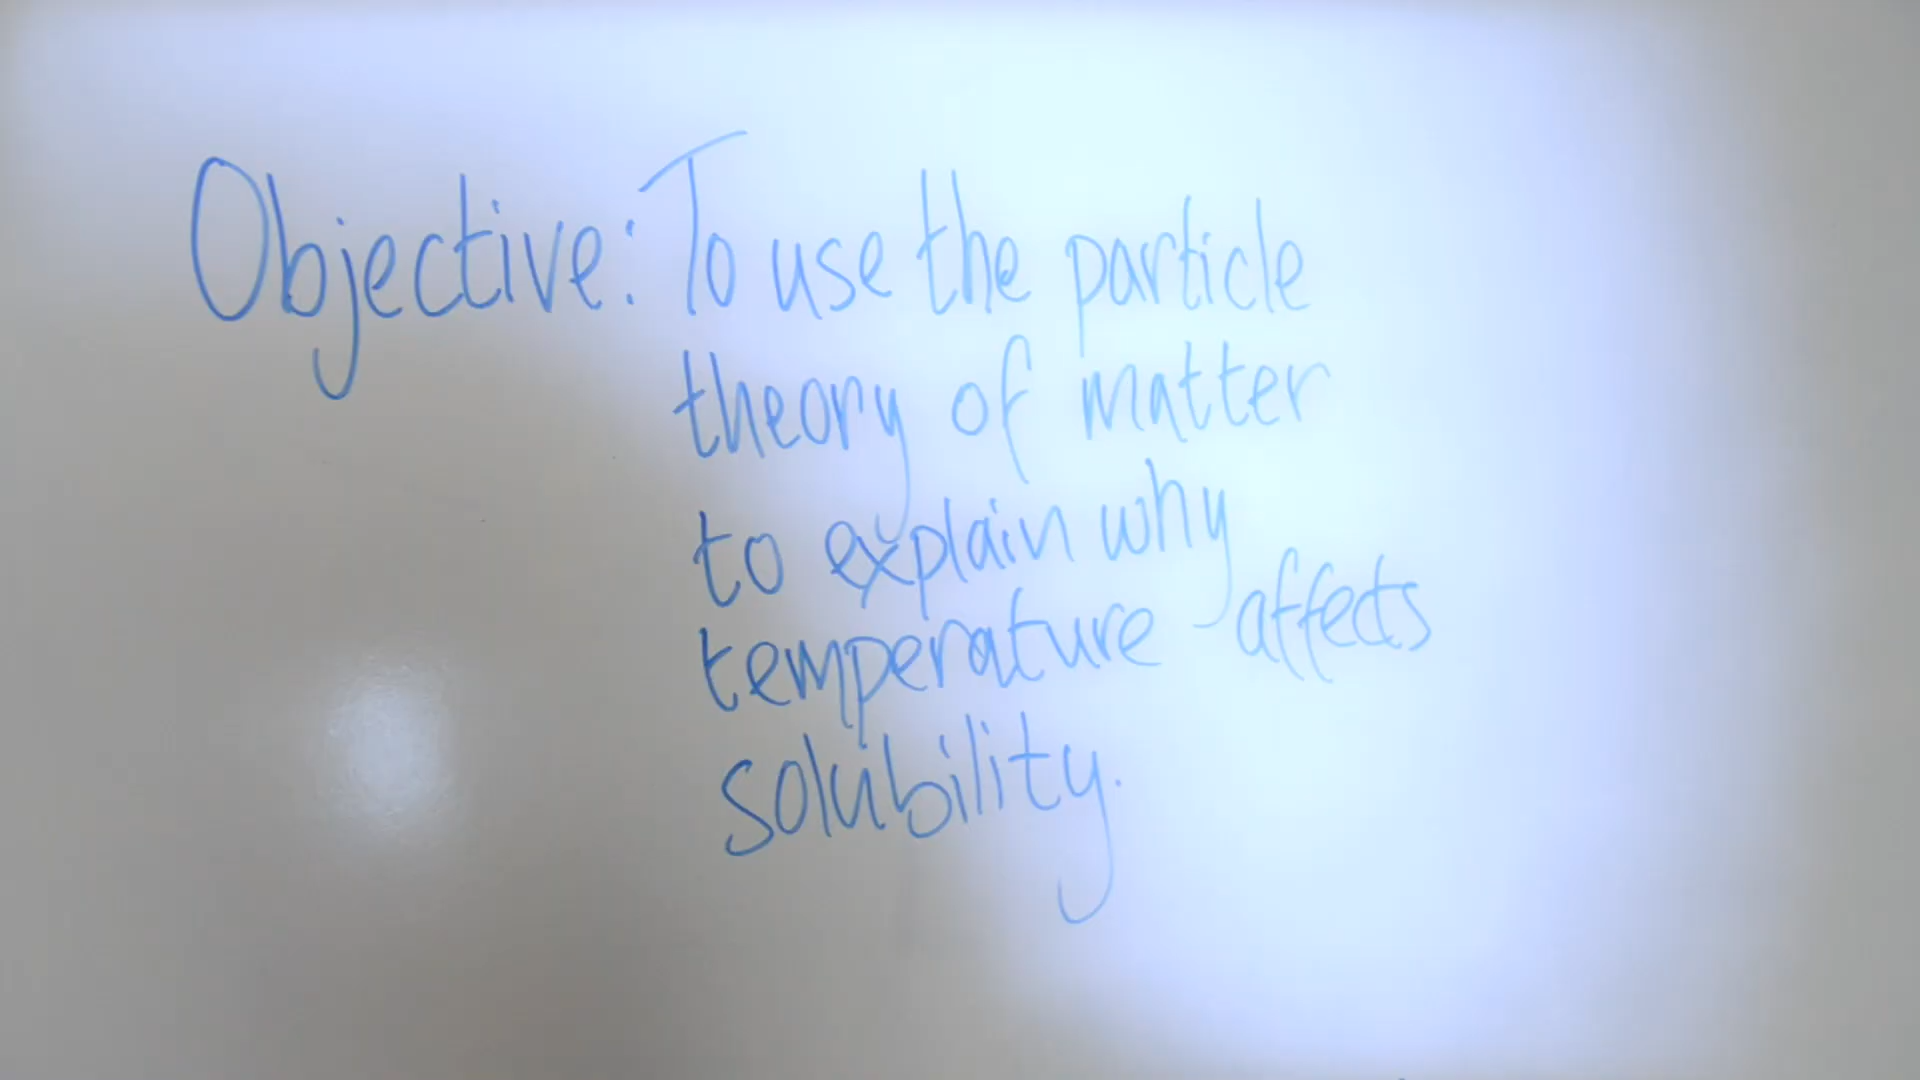 Objective: To use the particle
theory of matter
to explain why
temperature affects
solubility.